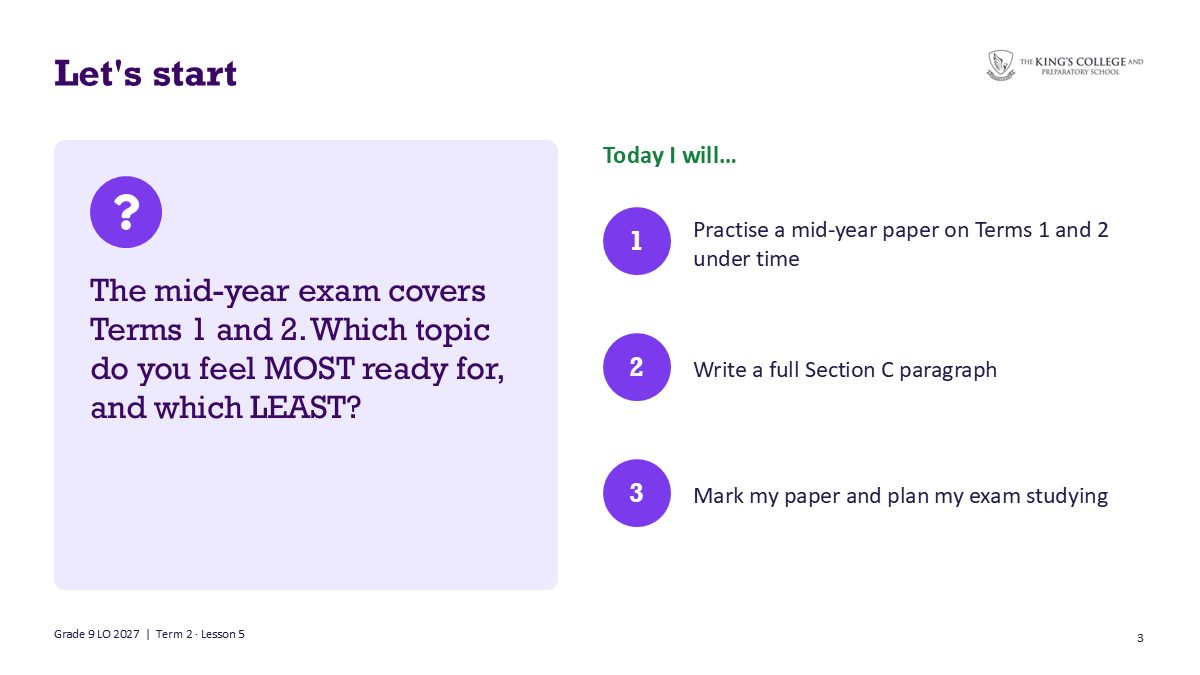 Let's start
THE KING'S COLLEGE AND
PREPARATORY SCHOOL
?
The mid-year exam covers
Terms 1 and 2. Which topic
do you feel MOST ready for,
and which LEAST?
Today I will...
1
Practise a mid-year paper on Terms 1 and 2
under time
2
Write a full Section C paragraph
3
Mark my paper and plan my exam studying
Grade 9 LO 2027 | Term 2 · Lesson 5
3